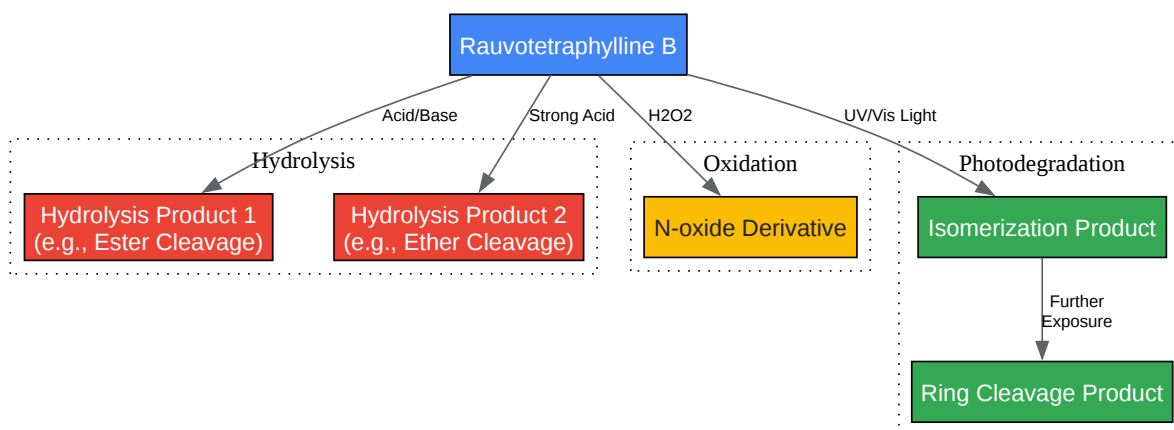 Rauvotetraphylline B
Acid/Base
Strong Acid
H2O2
UV/Vis Light
Hydrolysis
Oxidation
Photodegradation
Hydrolysis Product 1
(e.g., Ester Cleavage)
Hydrolysis Product 2
(e.g., Ether Cleavage)
N-oxide Derivative
Isomerization Product
Further
Exposure
Ring Cleavage Product